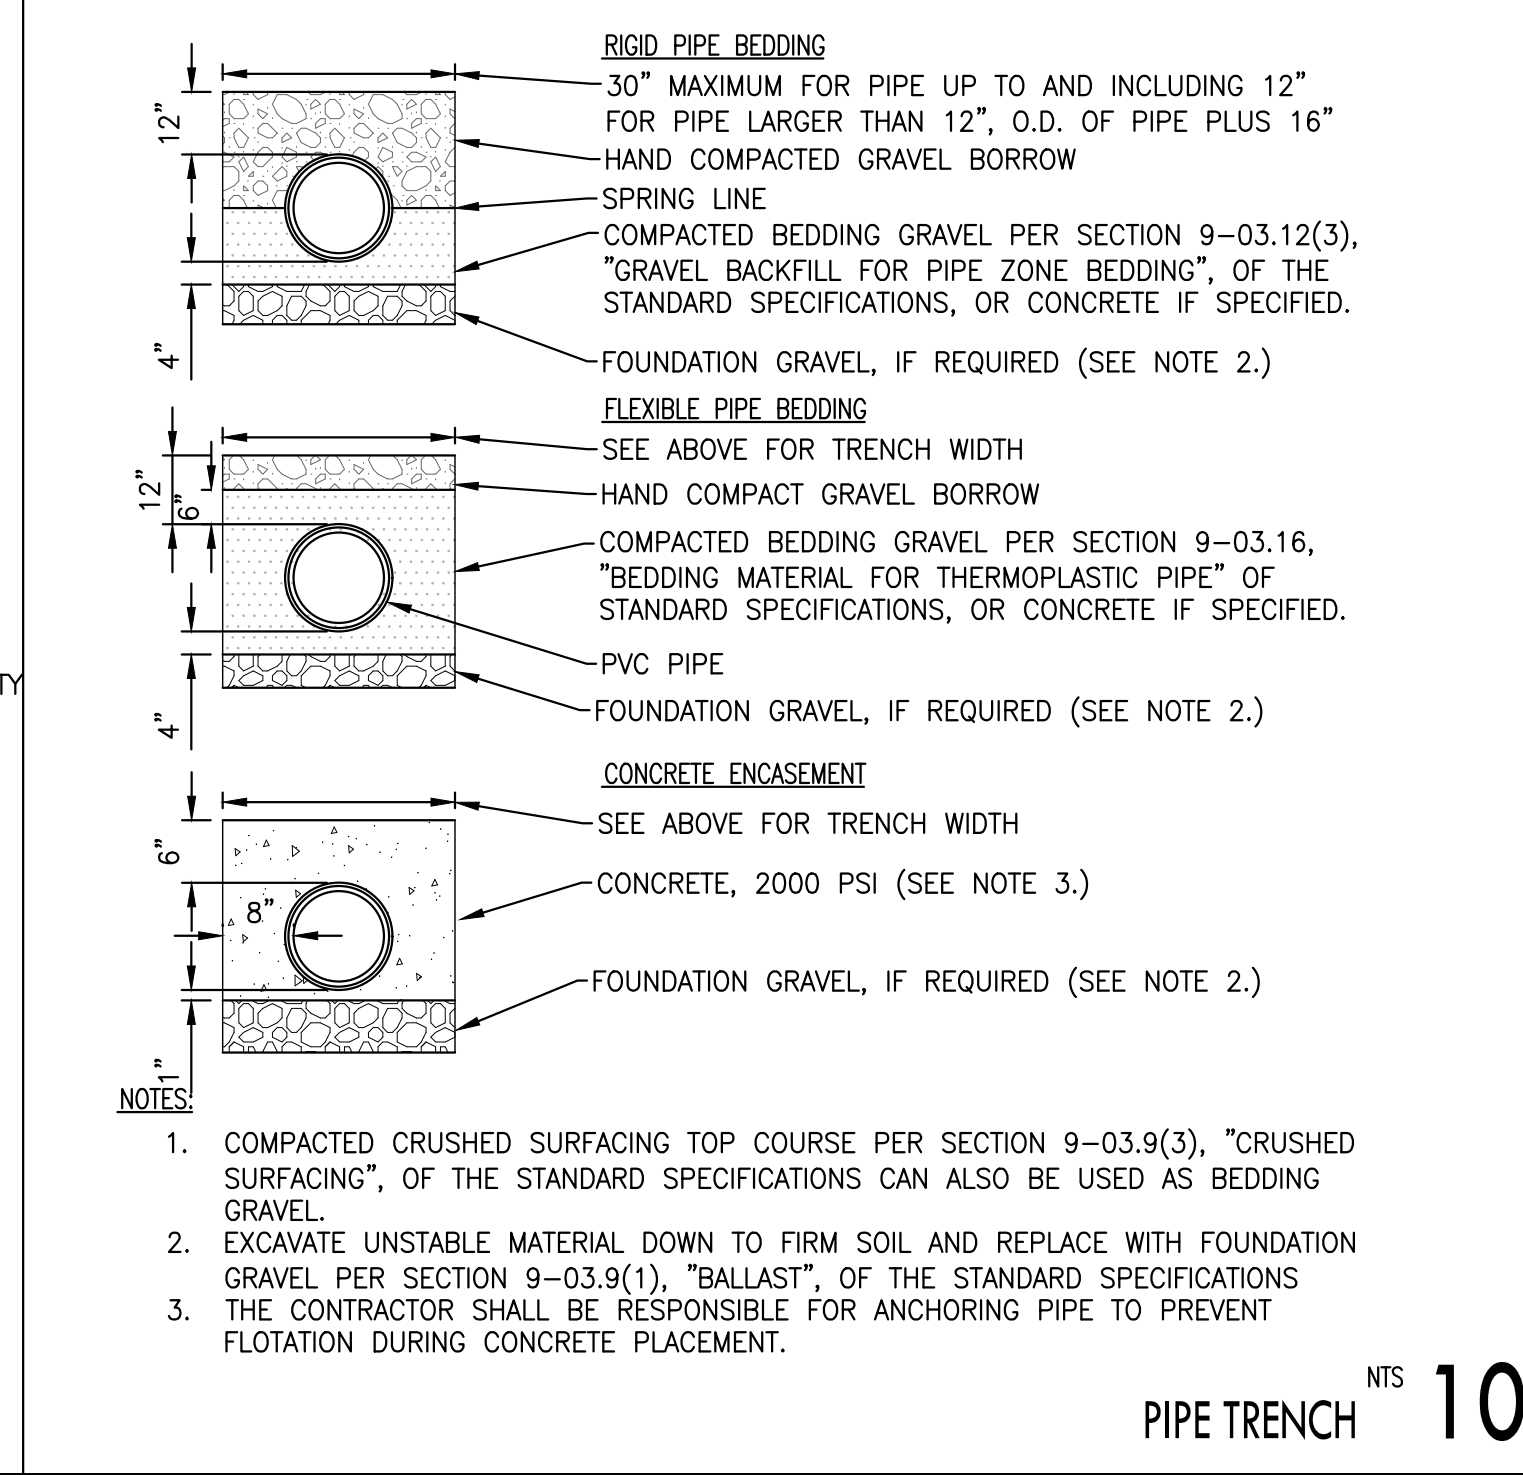 RIGID PIPE BEDDING
30" MAXIMUM FOR PIPE UP TO AND INCLUDING 12"
FOR PIPE LARGER THAN 12", O.D. OF PIPE PLUS 16"
HAND COMPACTED GRAVEL BORROW
SPRING LINE
COMPACTED BEDDING GRAVEL PER SECTION 9-03.12(3),
"GRAVEL BACKFILL FOR PIPE ZONE BEDDING", OF THE
STANDARD SPECIFICATIONS, OR CONCRETE IF SPECIFIED.
FOUNDATION GRAVEL, IF REQUIRED (SEE NOTE 2.)
12"
4"
FLEXIBLE PIPE BEDDING
SEE ABOVE FOR TRENCH WIDTH
HAND COMPACT GRAVEL BORROW
COMPACTED BEDDING GRAVEL PER SECTION 9-03.16,
"BEDDING MATERIAL FOR THERMOPLASTIC PIPE" OF
STANDARD SPECIFICATIONS, OR CONCRETE IF SPECIFIED.
PVC PIPE
FOUNDATION GRAVEL, IF REQUIRED (SEE NOTE 2.)
12"
6"
4"
TY
CONCRETE ENCASEMENT
SEE ABOVE FOR TRENCH WIDTH
CONCRETE, 2000 PSI (SEE NOTE 3.)
FOUNDATION GRAVEL, IF REQUIRED (SEE NOTE 2.)
6"
8"
1"
NOTES:
1. COMPACTED CRUSHED SURFACING TOP COURSE PER SECTION 9-03.9(3), "CRUSHED
SURFACING", OF THE STANDARD SPECIFICATIONS CAN ALSO BE USED AS BEDDING
GRAVEL.
2. EXCAVATE UNSTABLE MATERIAL DOWN TO FIRM SOIL AND REPLACE WITH FOUNDATION
GRAVEL PER SECTION 9-03.9(1), "BALLAST", OF THE STANDARD SPECIFICATIONS
3. THE CONTRACTOR SHALL BE RESPONSIBLE FOR ANCHORING PIPE TO PREVENT
FLOTATION DURING CONCRETE PLACEMENT.
PIPE TRENCH NTS 10